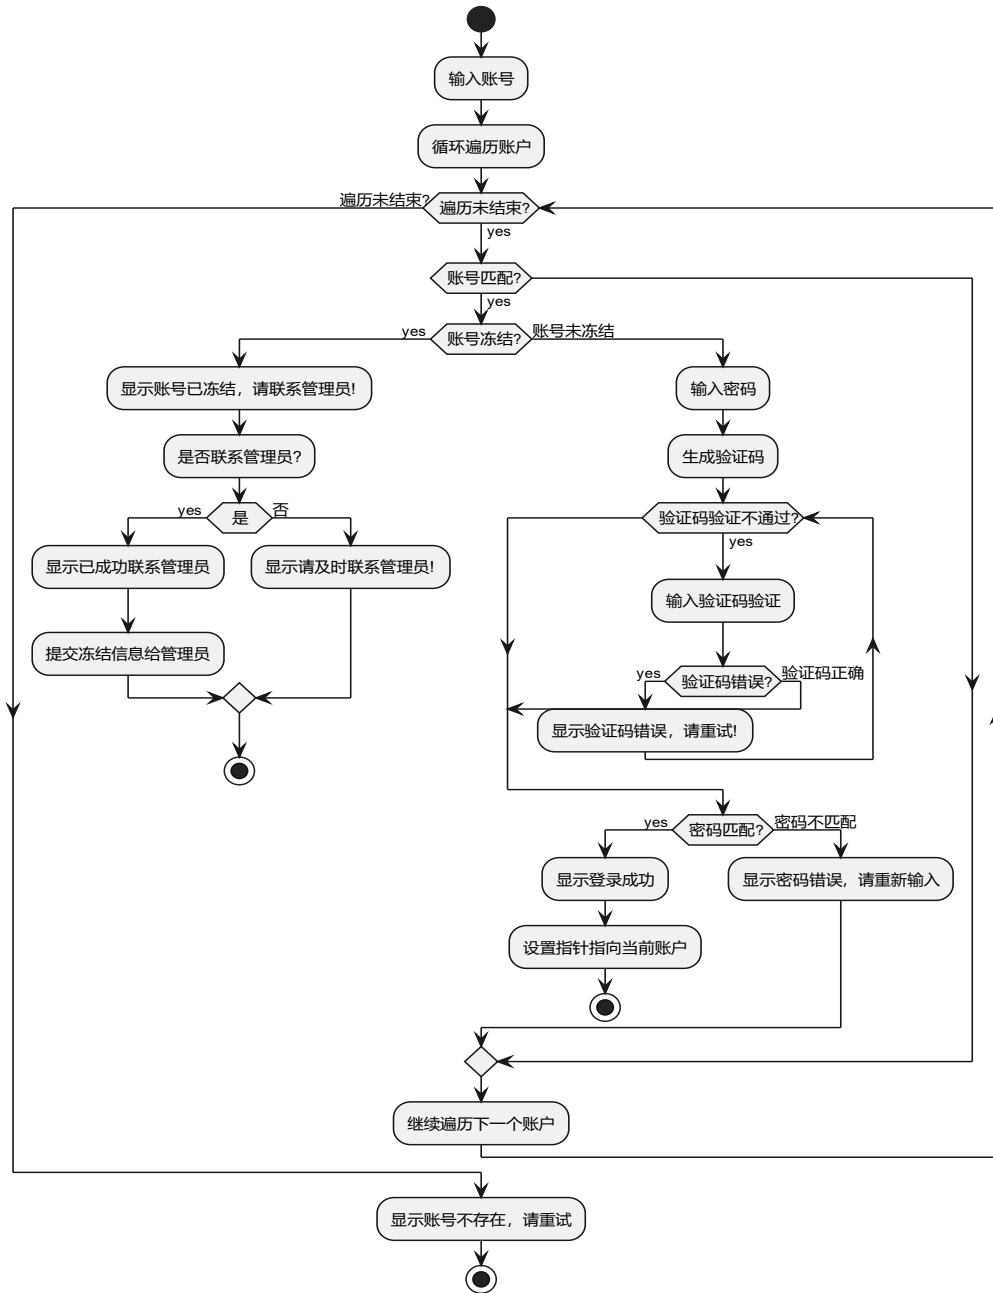 输入账号
循环遍历账户
遍历未结束?
遍历未结束?
yes
账号匹配?
yes
yes
账号冻结?
账号未冻结
显示账号已冻结，请联系管理员!
输入密码
是否联系管理员?
生成验证码
yes
是
否
验证码验证不通过?
yes
显示已成功联系管理员
显示请及时联系管理员!
输入验证码验证
提交冻结信息给管理员
yes
验证码错误?
验证码正确
显示验证码错误，请重试!
yes
密码匹配?
密码不匹配
显示登录成功
显示密码错误，请重新输入
设置指针指向当前账户
继续遍历下一个账户
显示账号不存在，请重试